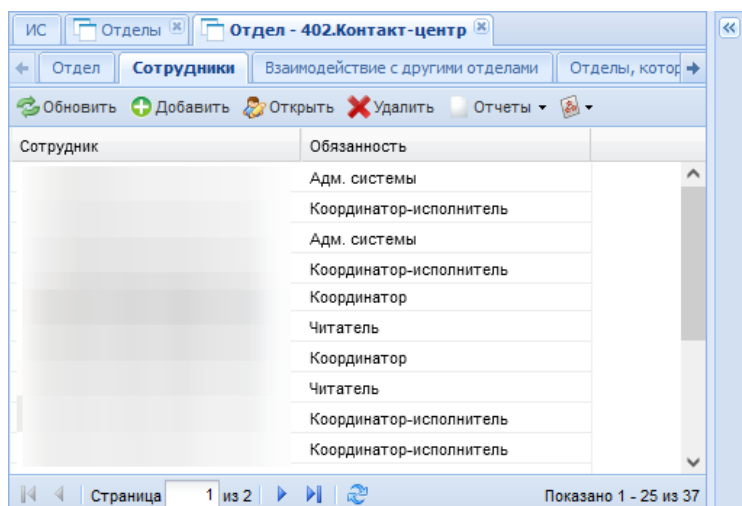 ИС Отделы Отдел - 402.Контакт-центр
Отдел Сотрудники Взаимодействие с другими отделами Отделы, котор
Обновить Добавить Открыть Удалить Отчеты
Сотрудник Обязанность
Адм. системы
Координатор-исполнитель
Адм. системы
Координатор-исполнитель
Координатор
Читатель
Координатор
Читатель
Координатор-исполнитель
Координатор-исполнитель
Страница 1 из 2 Показано 1 - 25 из 37